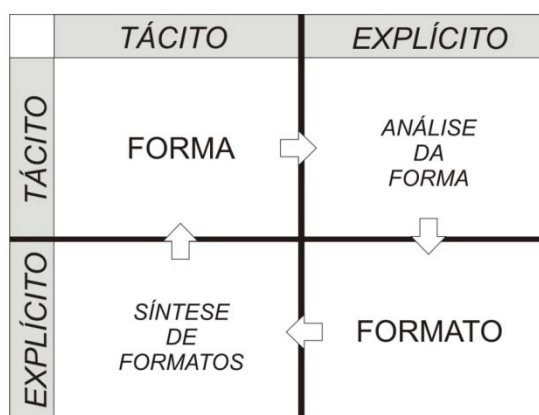 TÁCITO
EXPLÍCITO
TÁCITO
FORMA
ANÁLISE
DA
FORMA
EXPLÍCITO
SÍNTESE
DE
FORMATOS
FORMATO